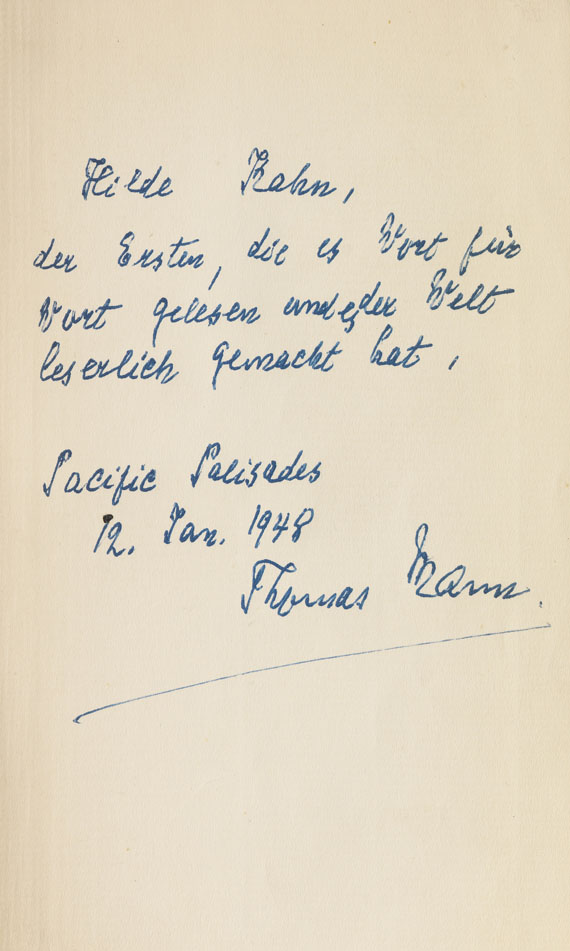 Hilde Kahn,
der Ersten, die es Wort für
Wort gelesen und es der Welt
leserlich gemacht hat,
Pacific Palisades
12. Jan. 1948
Thomas Mann.